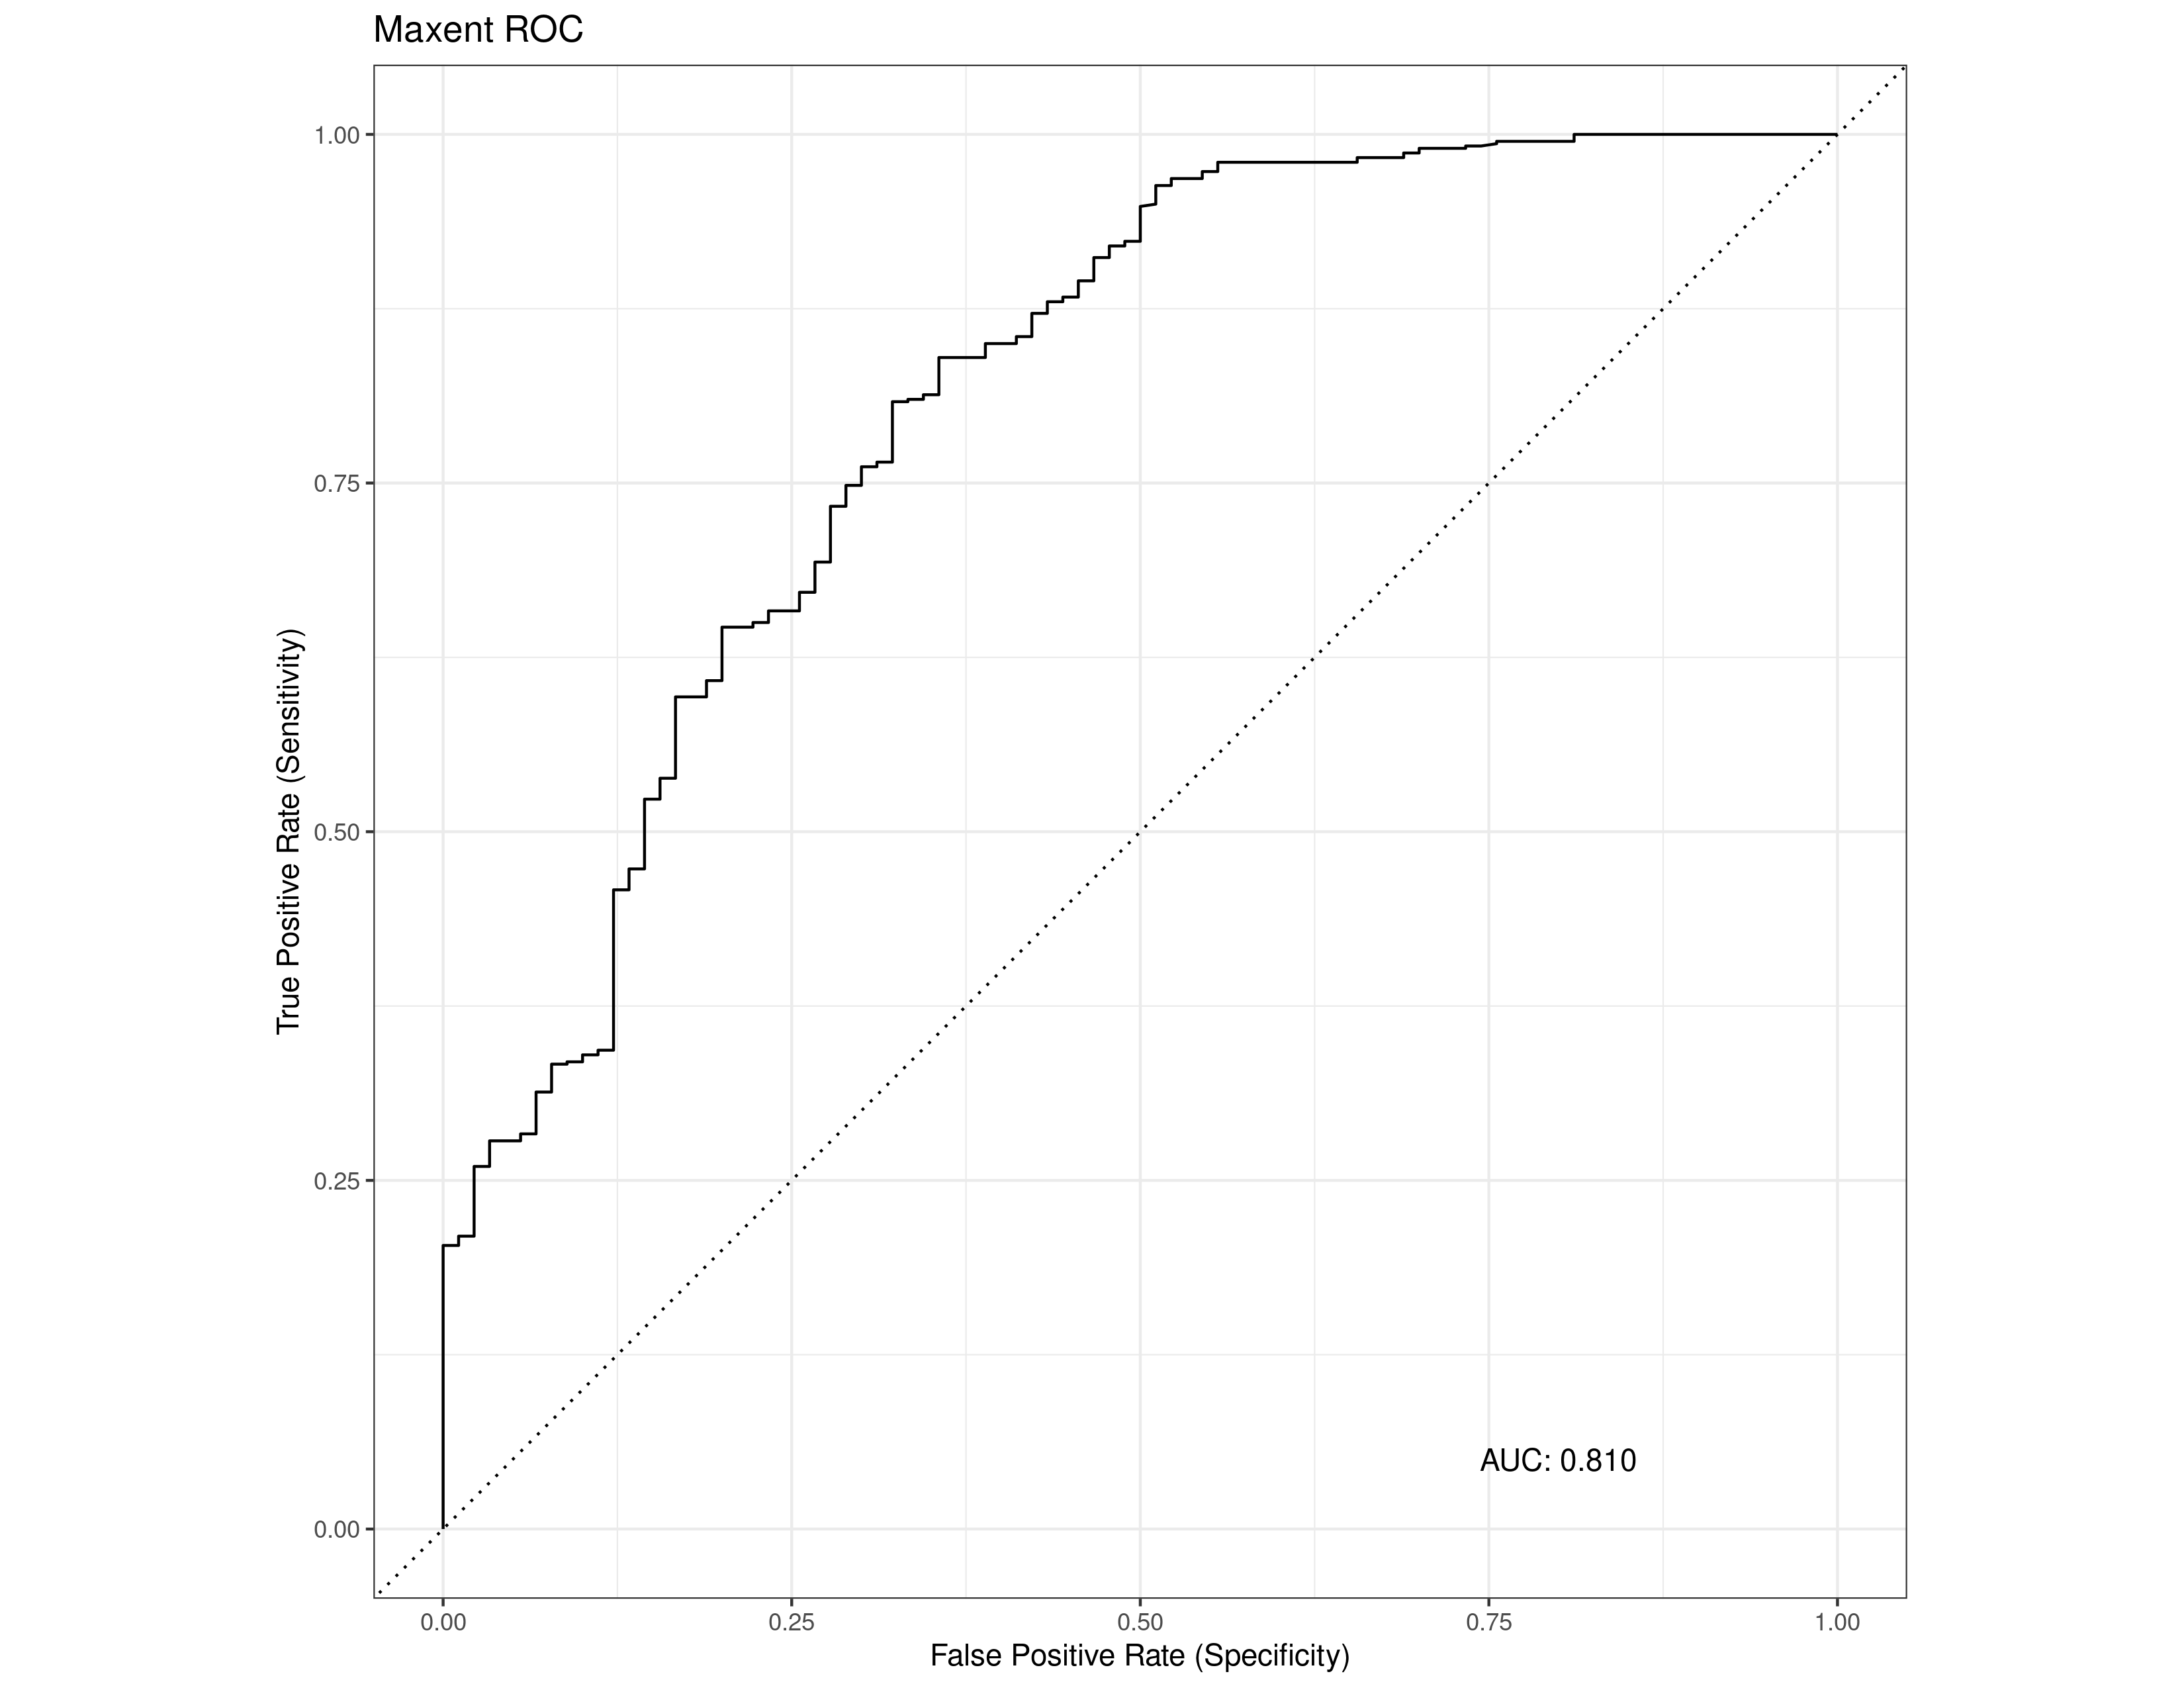 Maxent ROC
True Positive Rate (Sensitivity)
1.00
0.75
0.50
0.25
0.00
AUC: 0.810
0.00 0.25 0.50 0.75 1.00
False Positive Rate (Specificity)